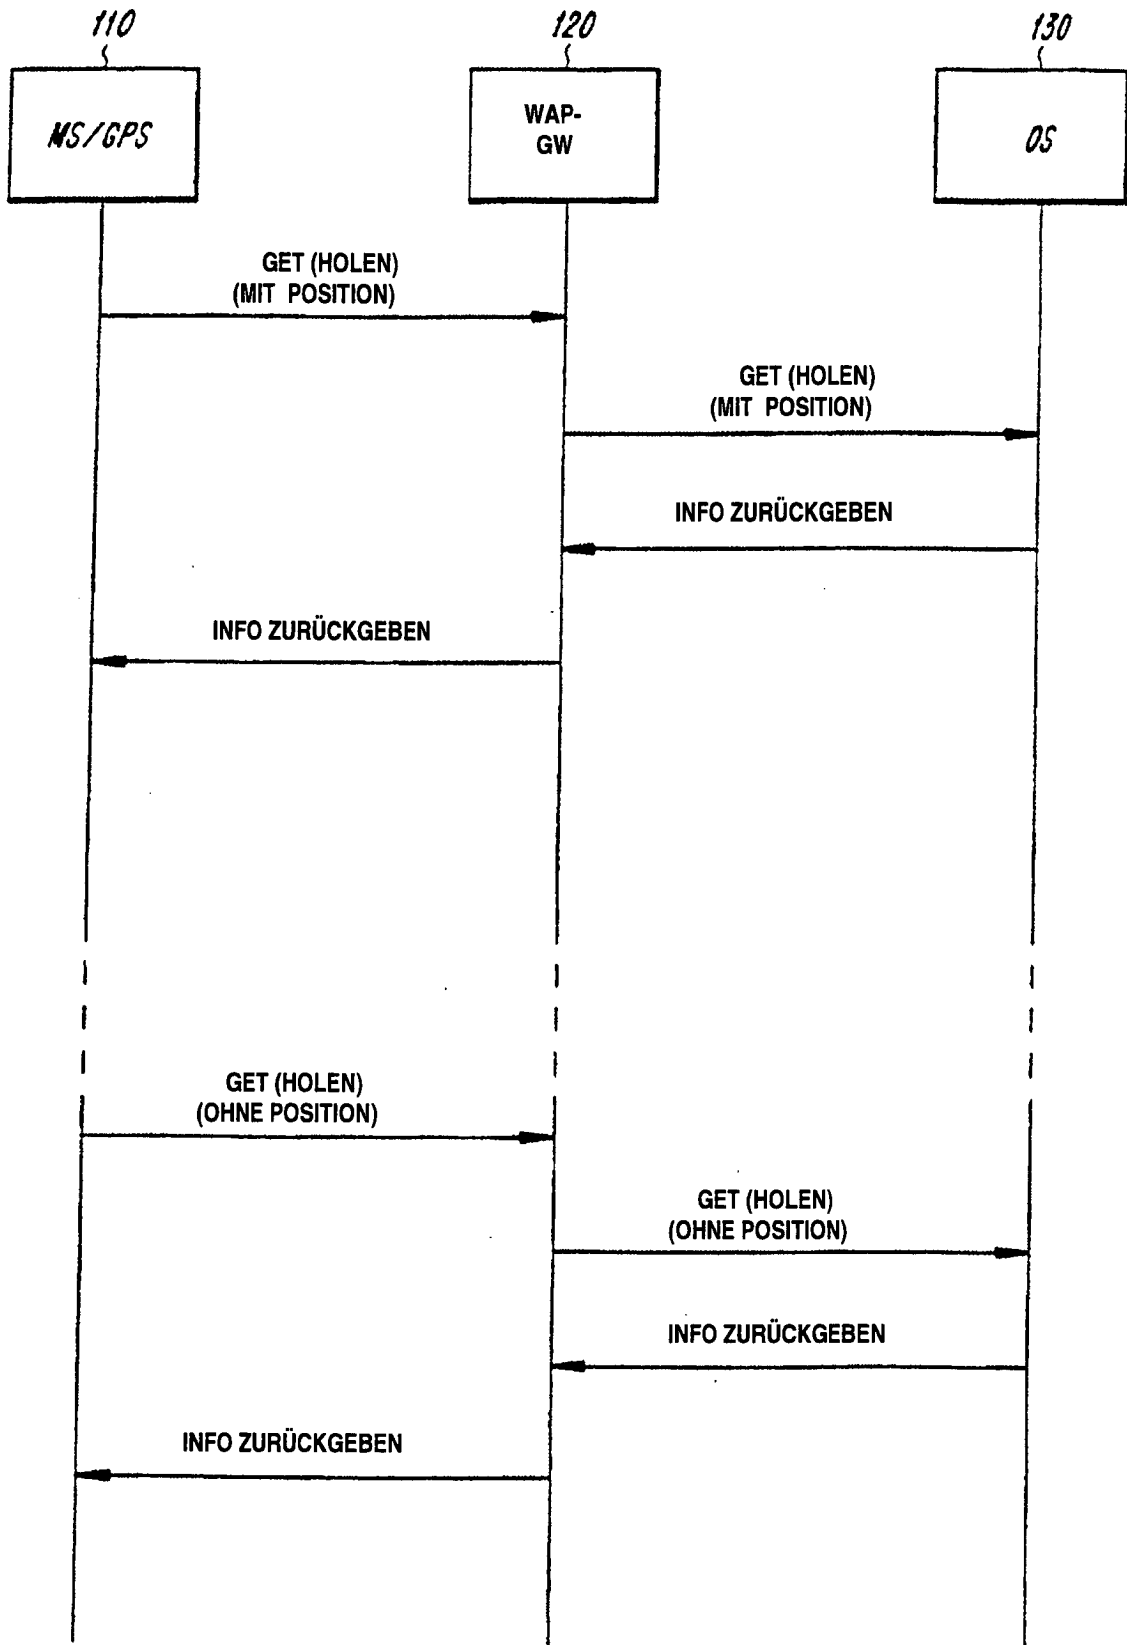 110
120
130
MS/GPS
WAP-
GW
OS
GET (HOLEN)
(MIT POSITION)
GET (HOLEN)
(MIT POSITION)
INFO ZURÜCKGEBEN
INFO ZURÜCKGEBEN
GET (HOLEN)
(OHNE POSITION)
GET (HOLEN)
(OHNE POSITION)
INFO ZURÜCKGEBEN
INFO ZURÜCKGEBEN